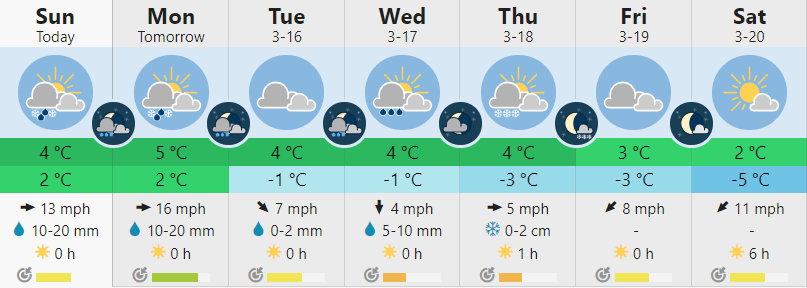 Sun Mon Tue Wed Thu Fri Sat
Today Tomorrow 3-16 3-17 3-18 3-19 3-20
4 °C 5 °C 4 °C 4 °C 4 °C 3 °C 2 °C
2 °C 2 °C -1 °C -1 °C -3 °C -3 °C -5 °C
13 mph 16 mph 7 mph 4 mph 5 mph 8 mph 11 mph
10-20 mm 10-20 mm 0-2 mm 5-10 mm 0-2 cm - -
0 h 0 h 0 h 0 h 1 h 0 h 6 h